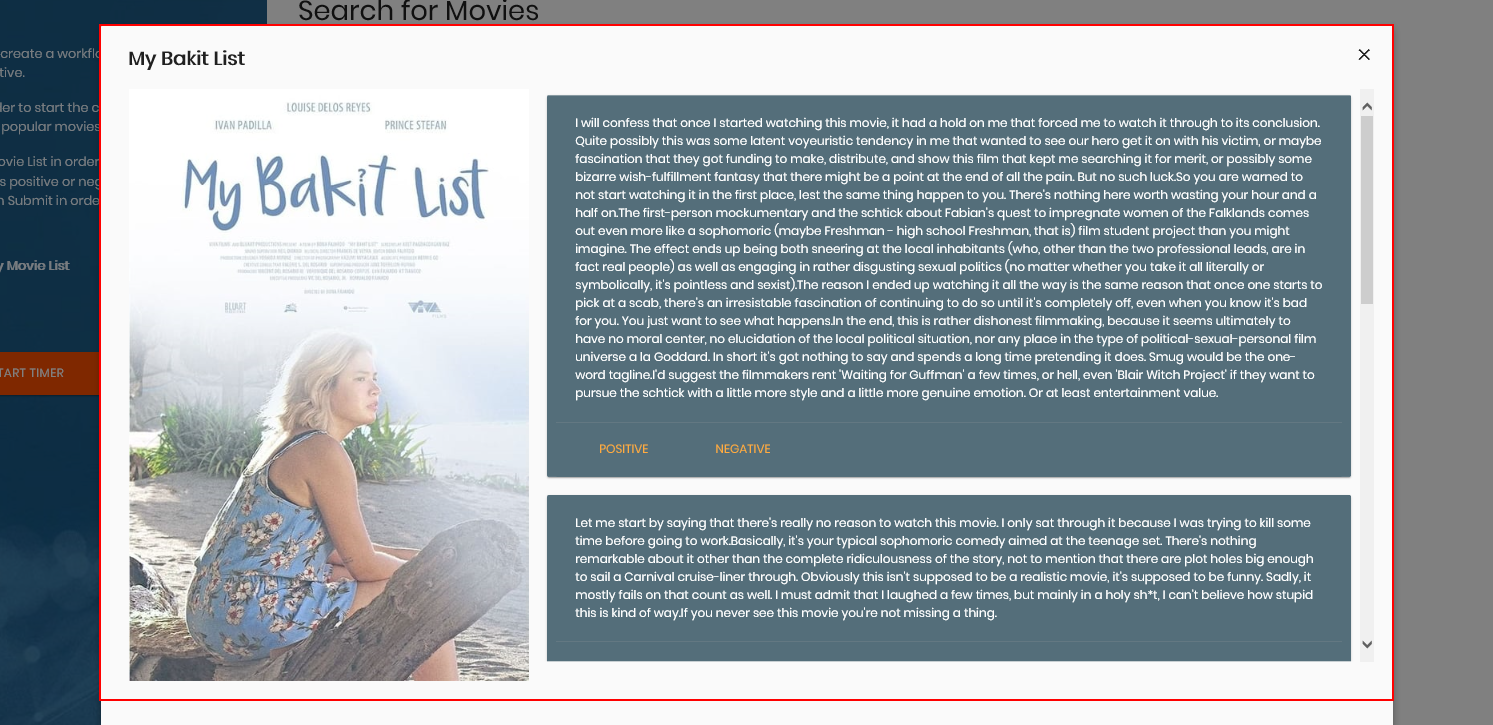 Search for Movies
create a workflo
tive.
der to start the c
popular movies
ovie List in order
s positive or neg
n Submit in orde
y Movie List
TART TIMER
My Bakit List
LOUISE DELOS REYES
IVAN PADILLA PRINCE STEFAN
My Bakit? List
VIVA
FILMS
I will confess that once I started watching this movie, it had a hold on me that forced me to watch it through to its conclusion.
Quite possibly this was some latent voyeuristic tendency in me that wanted to see our hero get it on with his victim, or maybe
fascination that they got funding to make, distribute, and show this film that kept me searching it for merit, or possibly some
bizarre wish-fulfillment fantasy that there might be a point at the end of all the pain. But no such luck.So you are warned to
not start watching it in the first place, lest the same thing happen to you. There's nothing here worth wasting your hour and a
half on.The first-person mockumentary and the schtick about Fabian's quest to impregnate women of the Falklands comes
out even more like a sophomoric (maybe Freshman - high school Freshman, that is) film student project than you might
imagine. The effect ends up being both sneering at the local inhabitants (who, other than the two professional leads, are in
fact real people) as well as engaging in rather disgusting sexual politics (no matter whether you take it all literally or
symbolically, it's pointless and sexist).The reason I ended up watching it all the way is the same reason that once one starts to
pick at a scab, there's an irresistable fascination of continuing to do so until it's completely off, even when you know it's bad
for you. You just want to see what happens.In the end, this is rather dishonest filmmaking, because it seems ultimately to
have no moral center, no elucidation of the local political situation, nor any place in the type of political-sexual-personal film
universe a la Goddard. In short it's got nothing to say and spends a long time pretending it does. Smug would be the one-
word tagline.I'd suggest the filmmakers rent 'Waiting for Guffman' a few times, or hell, even 'Blair Witch Project' if they want to
pursue the schtick with a little more style and a little more genuine emotion. Or at least entertainment value.
POSITIVE NEGATIVE
Let me start by saying that there's really no reason to watch this movie. I only sat through it because I was trying to kill some
time before going to work.Basically, it's your typical sophomoric comedy aimed at the teenage set. There's nothing
remarkable about it other than the complete ridiculousness of the story, not to mention that there are plot holes big enough
to sail a Carnival cruise-liner through. Obviously this isn't supposed to be a realistic movie, it's supposed to be funny. Sadly, it
mostly fails on that count as well. I must admit that I laughed a few times, but mainly in a holy sh*t, I can't believe how stupid
this is kind of way.If you never see this movie you're not missing a thing.